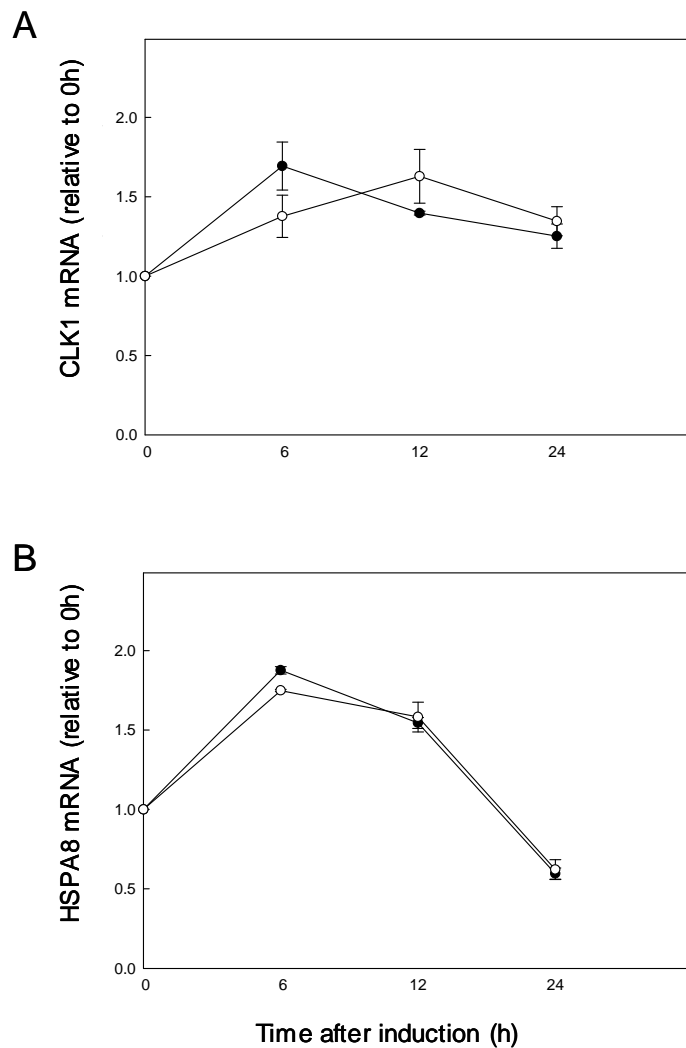 A
CLK1 mRNA (relative to 0h)
2.0
1.5
1.0
0.5
0.0
0 6 12 24
B
HSPA8 mRNA (relative to 0h)
2.0
1.5
1.0
0.5
0.0
0 6 12 24
Time after induction (h)